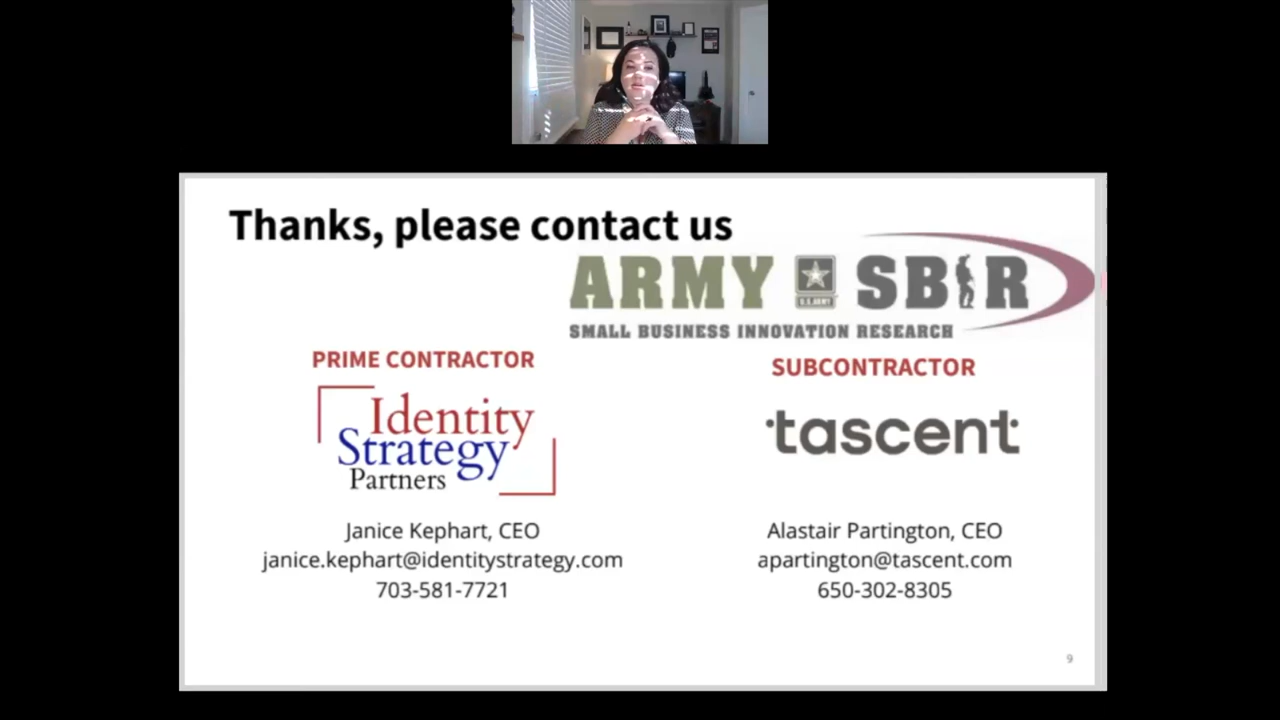 Thanks, please contact us
ARMY U.S. ARMY SBIR
SMALL BUSINESS INNOVATION RESEARCH
PRIME CONTRACTOR
Identity
Strategy
Partners
Janice Kephart, CEO
janice.kephart@identitystrategy.com
703-581-7721
SUBCONTRACTOR
tascent
Alastair Partington, CEO
apartington@tascent.com
650-302-8305
9